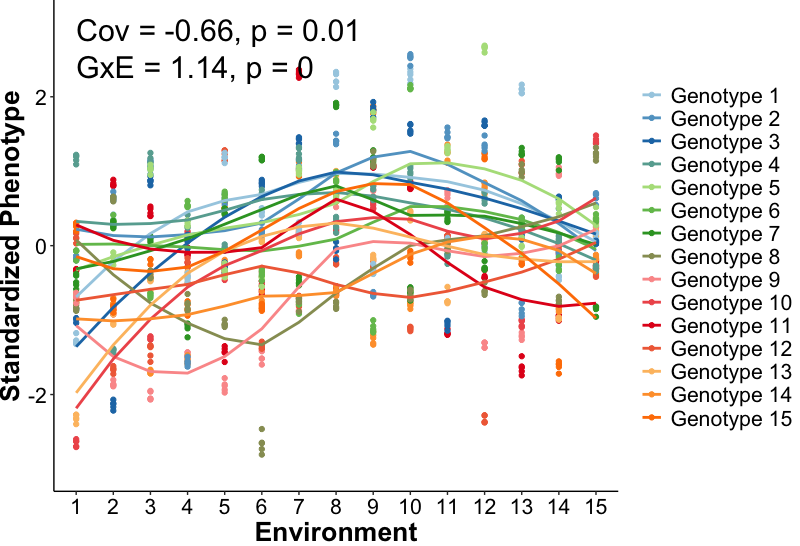 Cov = -0.66, p = 0.01
GxE = 1.14, p = 0
Standardized Phenotype
2
0
-2
1 2 3 4 5 6 7 8 9 10 11 12 13 14 15
Environment
Genotype 1
Genotype 2
Genotype 3
Genotype 4
Genotype 5
Genotype 6
Genotype 7
Genotype 8
Genotype 9
Genotype 10
Genotype 11
Genotype 12
Genotype 13
Genotype 14
Genotype 15